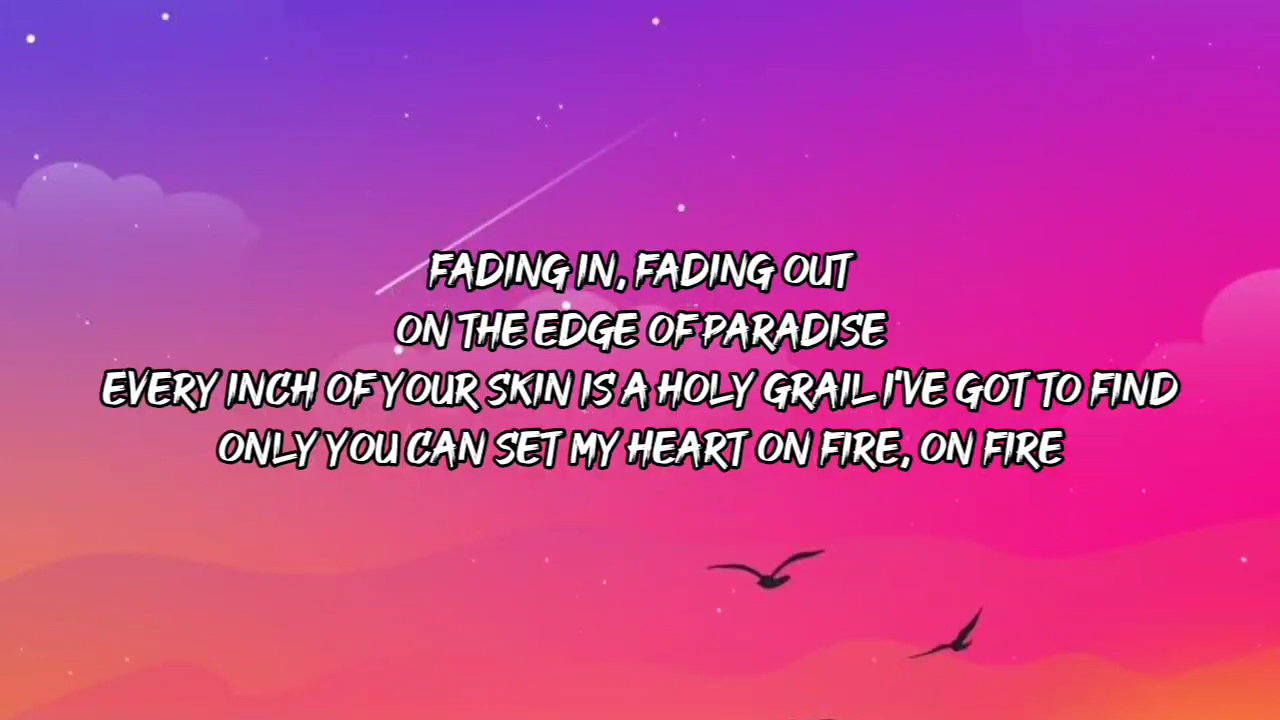 FADING IN, FADING OUT
ON THE EDGE OF PARADISE
EVERY INCH OF YOUR SKIN IS A HOLY GRAIL I'VE GOT TO FIND
ONLY YOU CAN SET MY HEART ON FIRE, ON FIRE